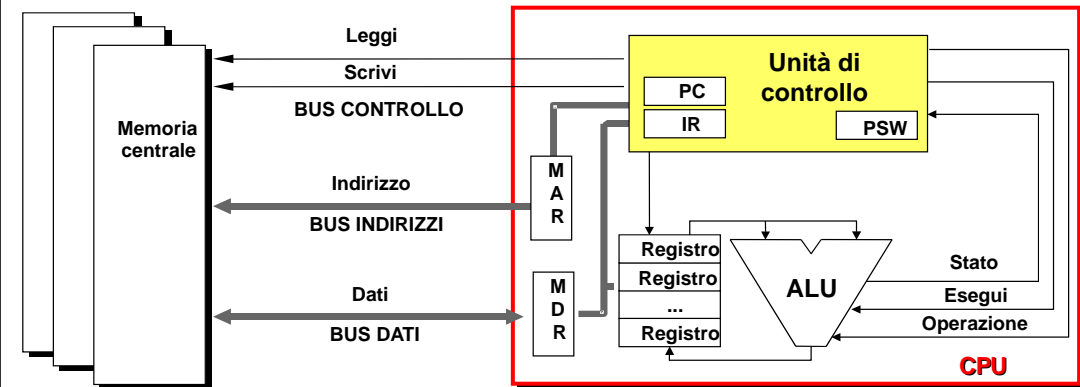 Leggi
Scrivi
BUS CONTROLLO
Memoria
centrale
Indirizzo
BUS INDIRIZZI
Dati
BUS DATI
Unità di
controllo
PC
IR
PSW
M
A
R
M
D
R
Registro
Registro
...
Registro
ALU
Stato
Esegui
Operazione
CPU